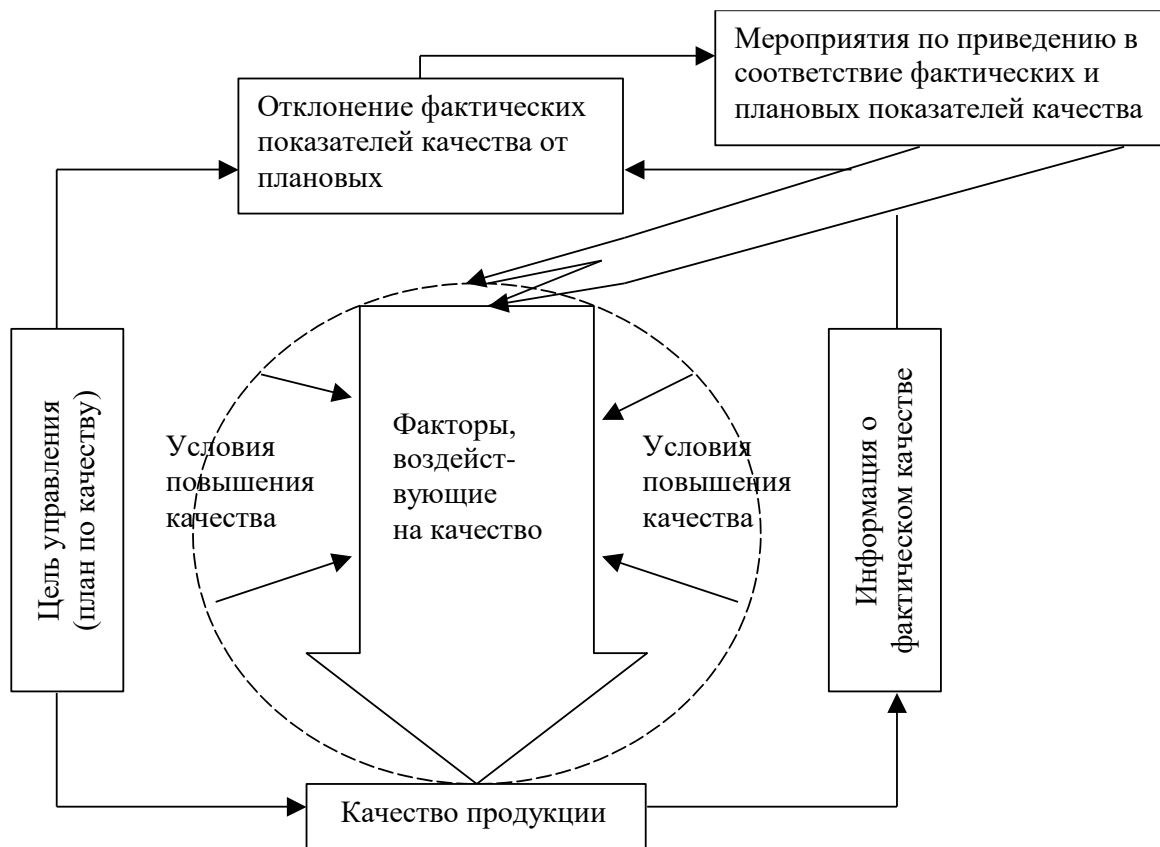 Мероприятия по приведению в
соответствие фактических и
плановых показателей качества
Отклонение фактических
показателей качества от
плановых
Цель управления
(план по качеству)
Условия
повышения
качества
Факторы,
воздейст-
вующие
на качество
Условия
повышения
качества
Информация о
фактическом качестве
Качество продукции